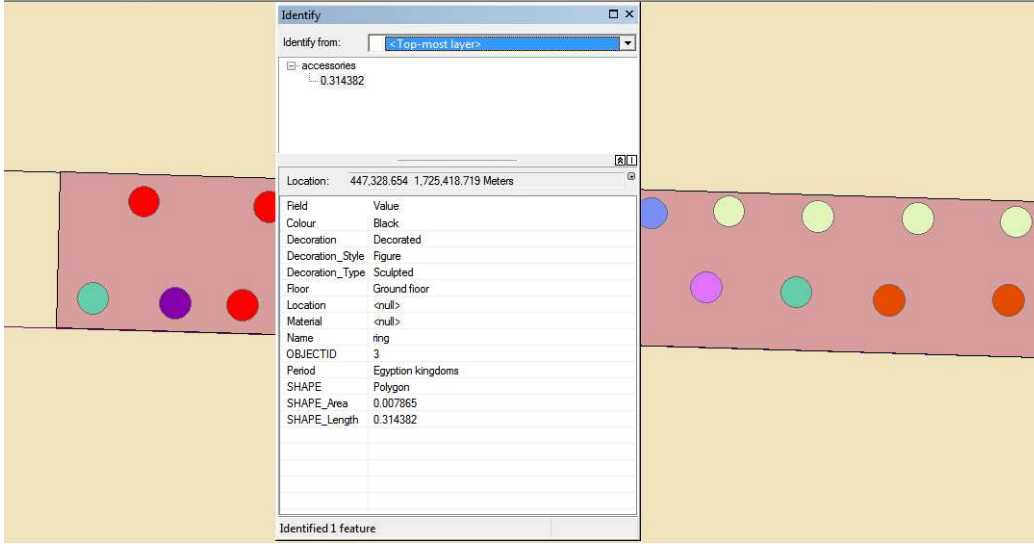 Identify
Identify from: <Top-most layer>
accessories
0.314382
Location: 447,328.654 1,725,418.719 Meters
Field Value
Colour Black
Decoration Decorated
Decoration_Style Figure
Decoration_Type Sculpted
Floor Ground floor
Location <null>
Material <null>
Name ring
OBJECTID 3
Period Egyption kingdoms
SHAPE Polygon
SHAPE_Area 0.007865
SHAPE_Length 0.314382
Identified 1 feature